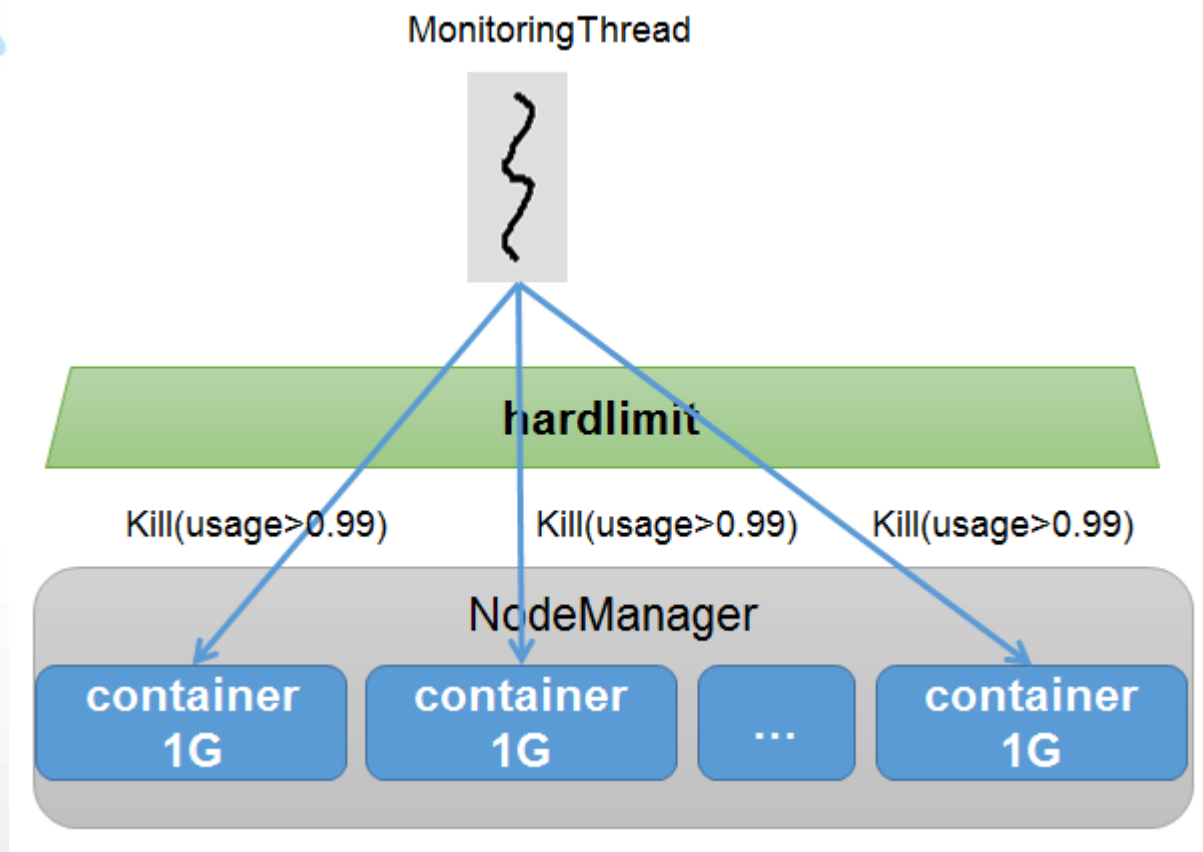 MonitoringThread
hardlimit
Kill(usage>0.99)
Kill(usage>0.99)
Kill(usage>0.99)
NodeManager
container
1G
container
1G
...
container
1G